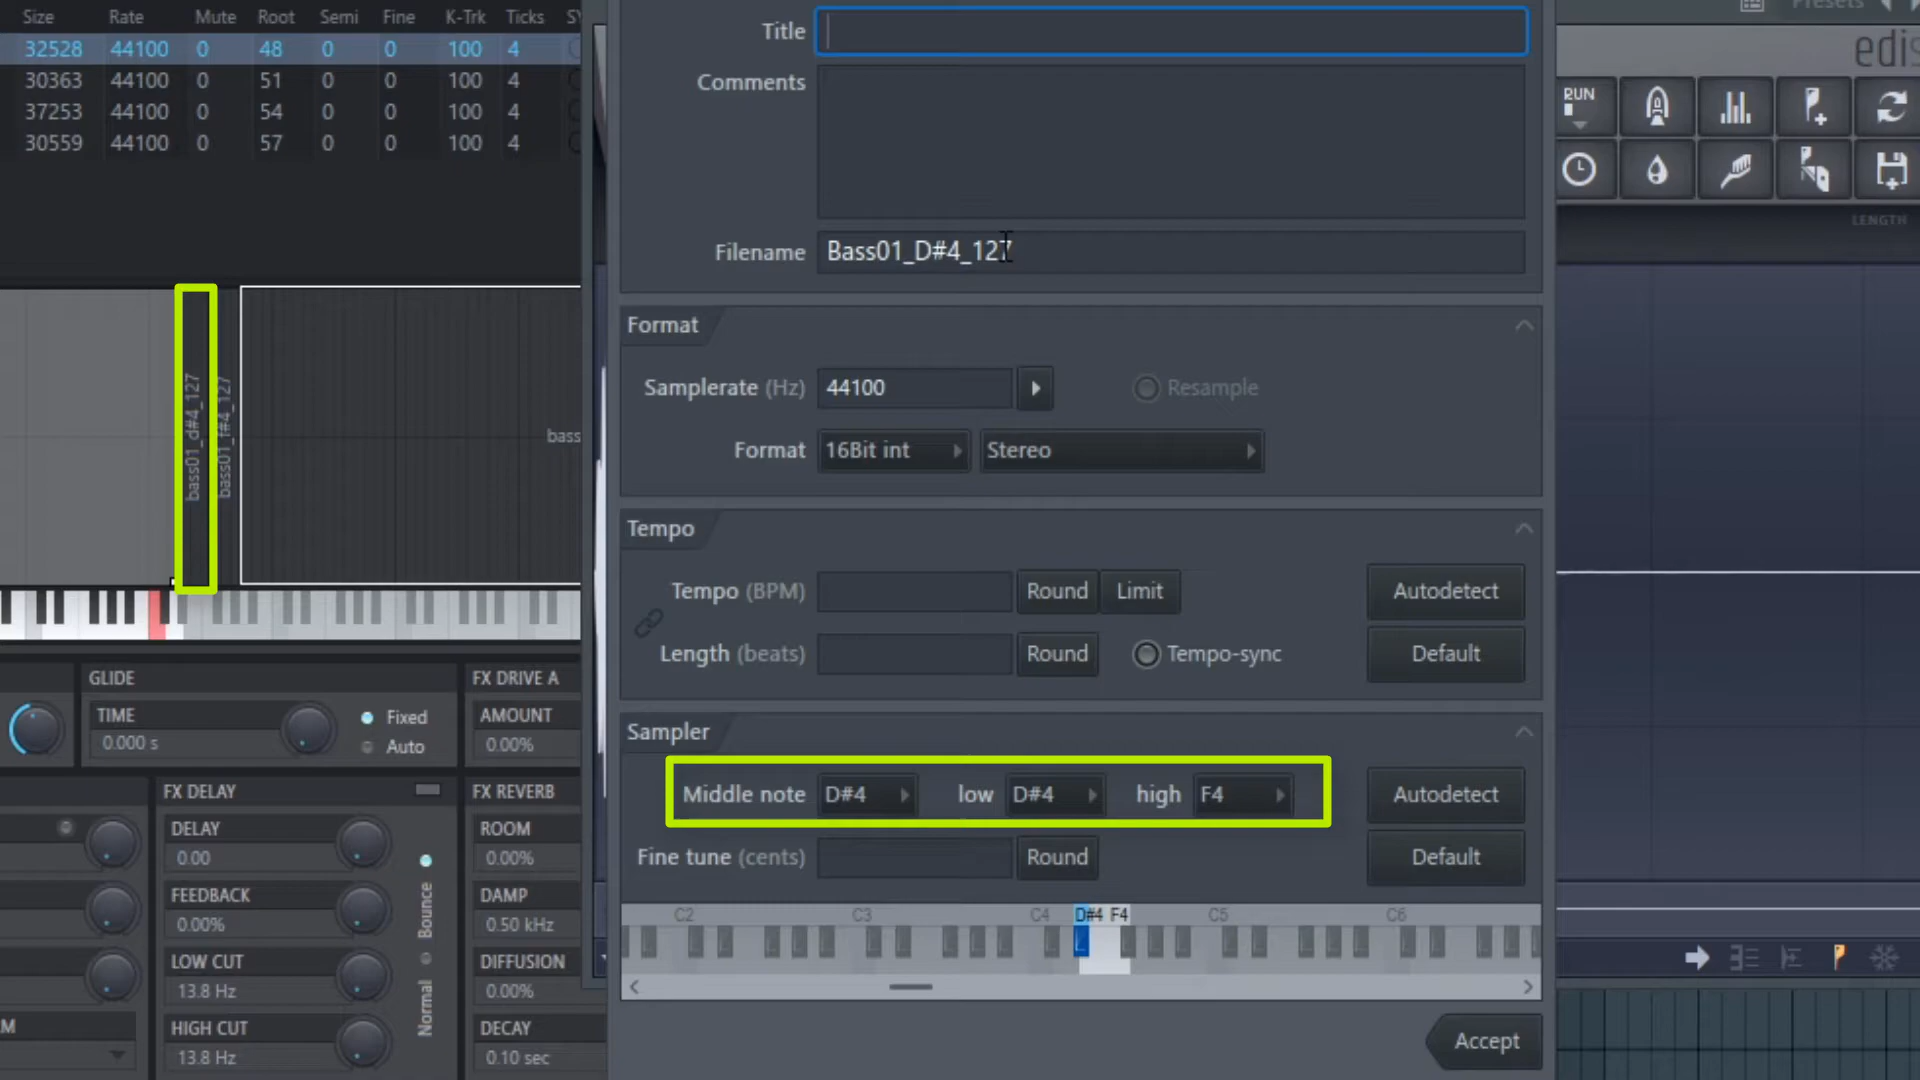 Size Rate Mute Root Semi Fine K-Trk Ticks
32528 44100 0 48 0 0 100 4
30363 44100 0 51 0 0 100 4
37253 44100 0 54 0 0 100 4
30559 44100 0 57 0 0 100 4
bass01_d#4_127
bass01_f#4_127
bass
GLIDE
TIME
0.000 s
Fixed
Auto
FX DRIVE A
AMOUNT
0.00%
FX DELAY
DELAY
0.00
FEEDBACK
0.00%
LOW CUT
13.8 Hz
HIGH CUT
13.8 Hz
Bounce
Normal
FX REVERB
ROOM
0.00%
DAMP
0.50 kHz
DIFFUSION
0.00%
DECAY
0.10 sec
Title
Comments
Filename Bass01_D#4_127
Format
Samplerate (Hz) 44100 Resample
Format 16Bit int Stereo
Tempo
Tempo (BPM) Round Limit Autodetect
Length (beats) Round Tempo-sync Default
Sampler
Middle note D#4 low D#4 high F4 Autodetect
Fine tune (cents) Round Default
C2 C3 C4 D#4 F4 C5 C6
Accept
Presets
RUN
LENGTH